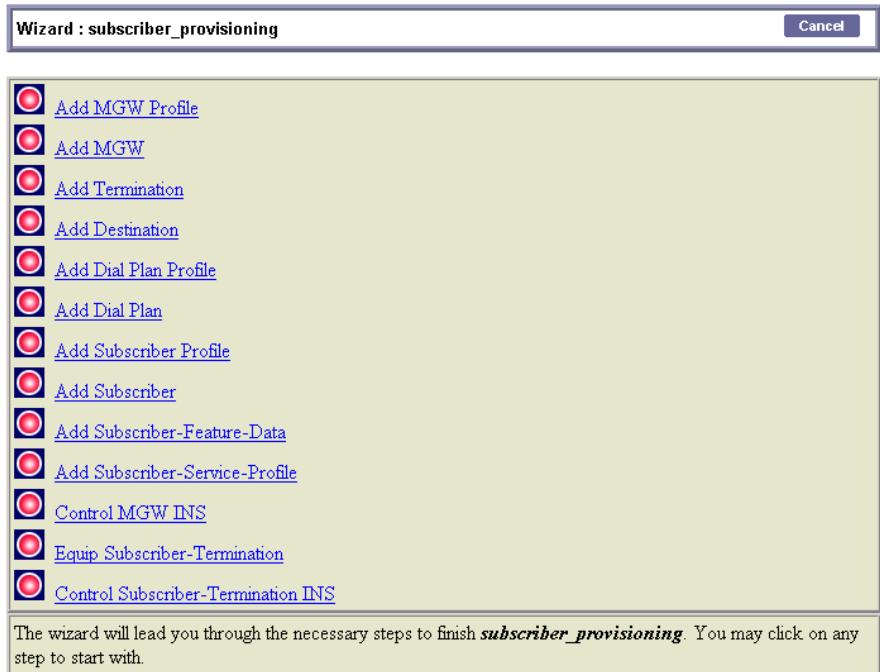 Wizard : subscriber_provisioning
Cancel
Add MGW Profile
Add MGW
Add Termination
Add Destination
Add Dial Plan Profile
Add Dial Plan
Add Subscriber Profile
Add Subscriber
Add Subscriber-Feature-Data
Add Subscriber-Service-Profile
Control MGW INS
Equip Subscriber-Termination
Control Subscriber-Termination INS
The wizard will lead you through the necessary steps to finish subscriber_provisioning. You may click on any
step to start with.